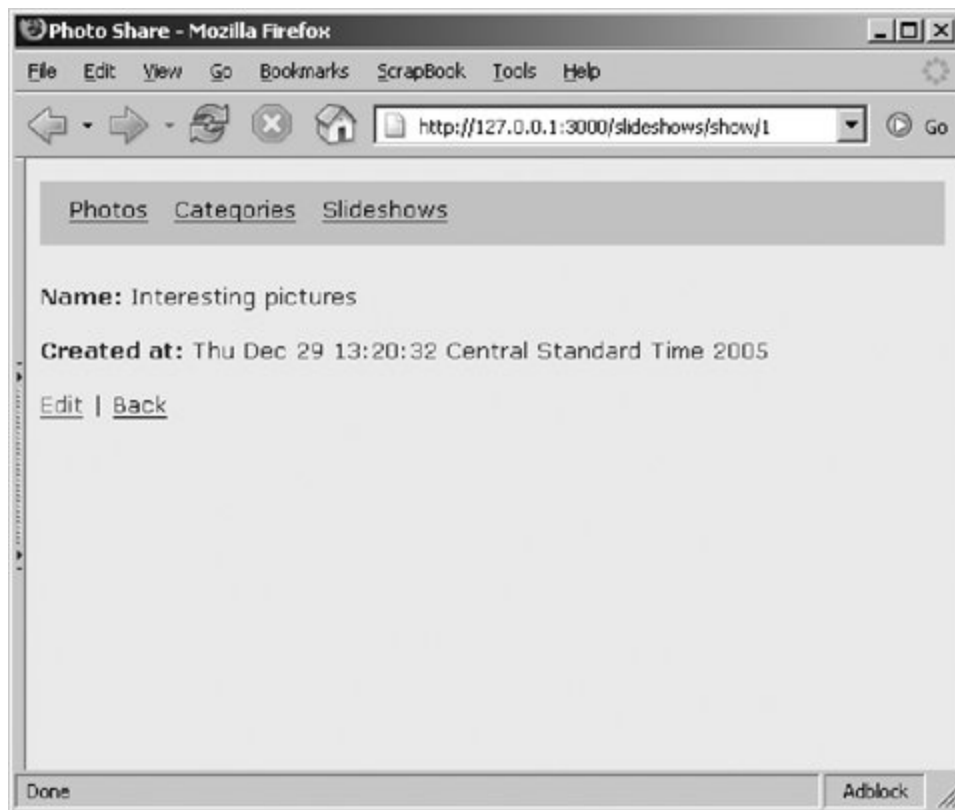 Photo Share - Mozilla Firefox
File Edit View Go Bookmarks ScrapBook Tools Help
http://127.0.0.1:3000/slideshows/show/1 Go
Photos Categories Slideshows
Name: Interesting pictures
Created at: Thu Dec 29 13:20:32 Central Standard Time 2005
Edit | Back
Done Adblock